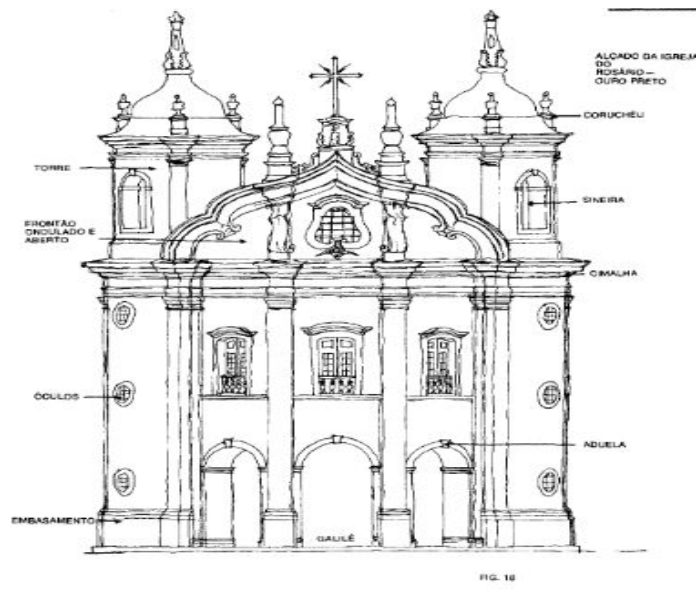 ALÇADO DA IGREJA
DO
ROSÁRIO —
OURO PRETO
CORUCHÉU
TORRE
SINEIRA
FRONTÃO
ONDULADO E
ABERTO
CIMALHA
ÓCULOS
ADUELA
EMBASAMENTO
GALILÉ
FIG. 18